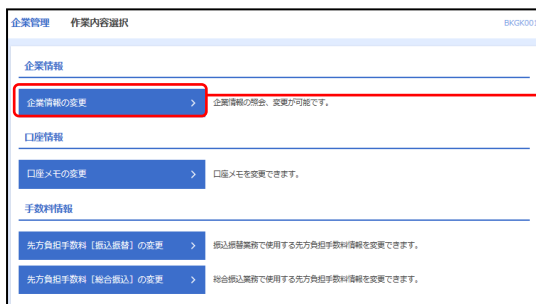 企業管理 作業内容選択 BKGK001
企業情報
企業情報の変更 企業情報の照会、変更が可能です。
口座情報
口座メモの変更 口座メモを変更できます。
手数料情報
先方負担手数料［振込振替］の変更 振込振替業務で使用する先方負担手数料情報を変更できます。
先方負担手数料［総合振込］の変更 総合振込業務で使用する先方負担手数料情報を変更できます。